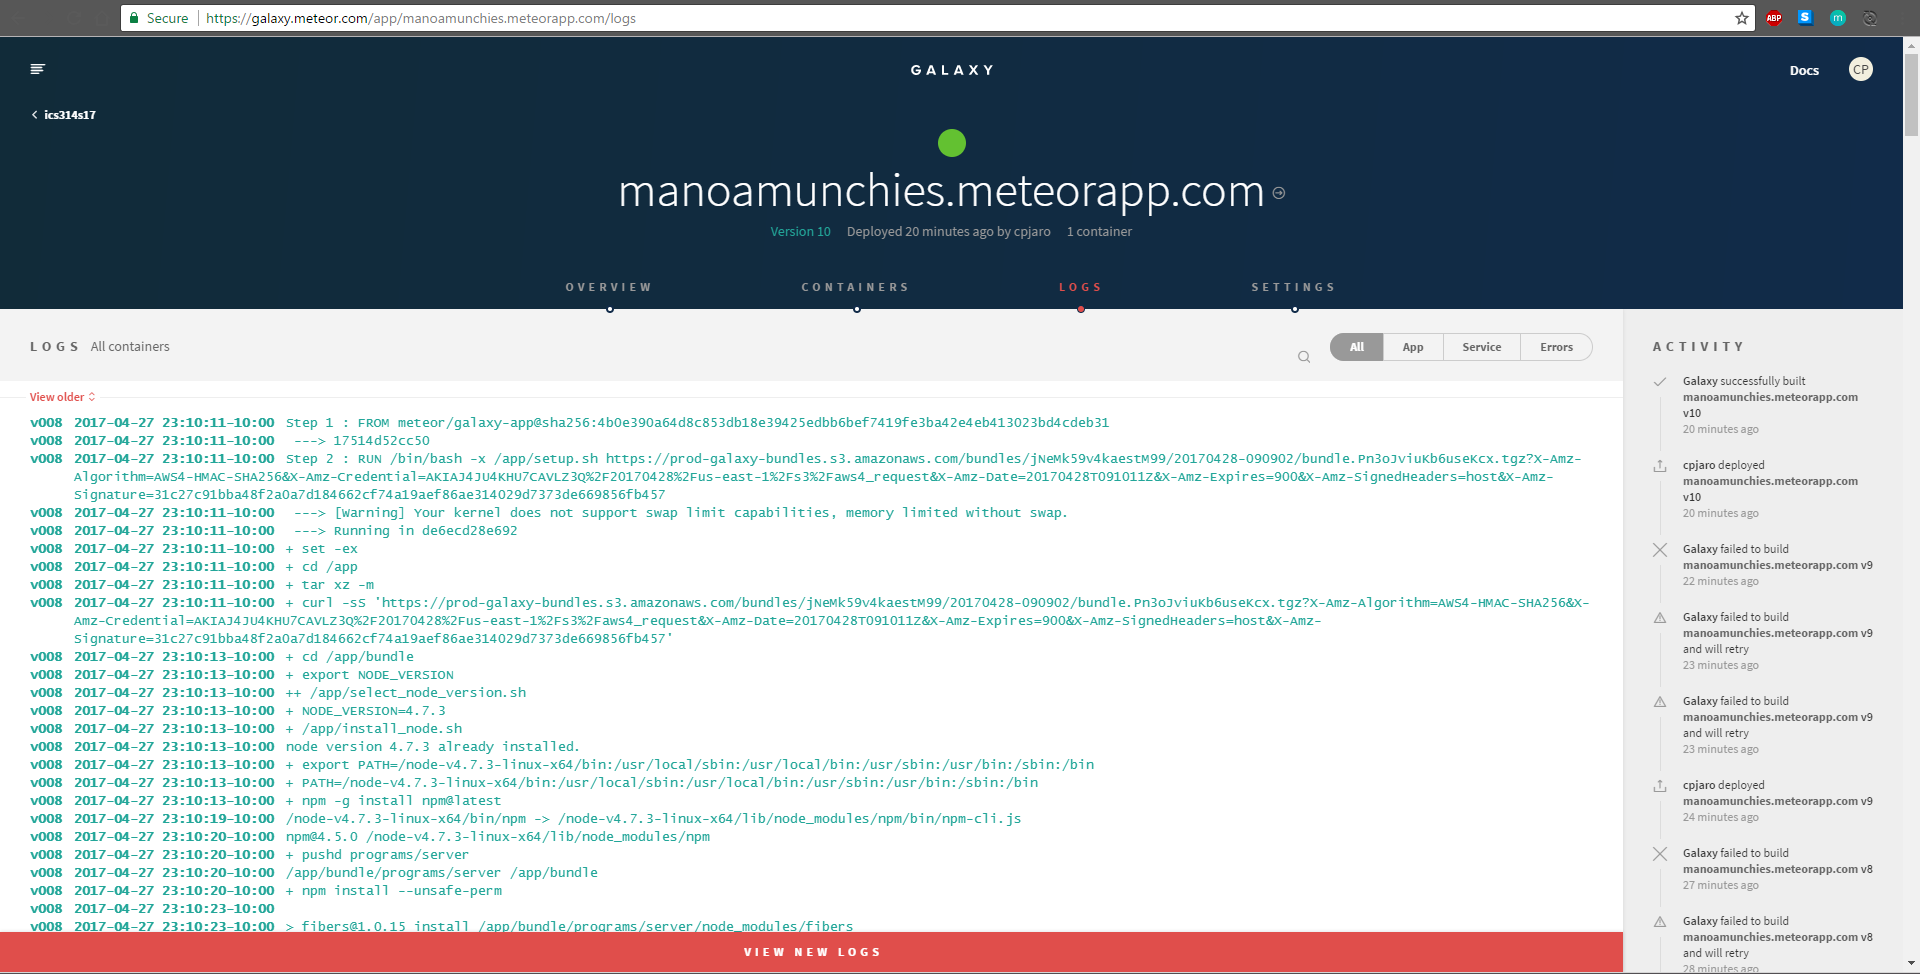 Secure https://galaxy.meteor.com/app/manoamunchies.meteorapp.com/logs
ABP S m
GALAXY
Docs CP
ics314s17
manoamunchies.meteorapp.com
Version 10 Deployed 20 minutes ago by cpjaro 1 container
OVERVIEW CONTAINERS LOGS SETTINGS
LOGS All containers
All App Service Errors
View older
v008 2017-04-27 23:10:11-10:00 Step 1 : FROM meteor/galaxy-app@sha256:4b0e390a64d8c853db18e39425edbb6bef7419fe3ba42e4eb413023bd4cdeb31
v008 2017-04-27 23:10:11-10:00 ---> 17514d52cc50
v008 2017-04-27 23:10:11-10:00 Step 2 : RUN /bin/bash -x /app/setup.sh https://prod-galaxy-bundles.s3.amazonaws.com/bundles/jNeMk59v4kaestM99/20170428-090902/bundle.Pn3oJviuKb6useKcx.tgz?X-Amz-
Algorithm=AWS4-HMAC-SHA256&X-Amz-Credential=AKIAJ4JU4KHU7CAVLZ3Q%2F20170428%2Fus-east-1%2Fs3%2Faws4_request&X-Amz-Date=20170428T091011Z&X-Amz-Expires=900&X-Amz-SignedHeaders=host&X-Amz-
Signature=31c27c91bba48f2a0a7d184662cf74a19aef86ae314029d7373de669856fb457
v008 2017-04-27 23:10:11-10:00 ---> [Warning] Your kernel does not support swap limit capabilities, memory limited without swap.
v008 2017-04-27 23:10:11-10:00 ---> Running in de6ecd28e692
v008 2017-04-27 23:10:11-10:00 + set -ex
v008 2017-04-27 23:10:11-10:00 + cd /app
v008 2017-04-27 23:10:11-10:00 + tar xz -m
v008 2017-04-27 23:10:11-10:00 + curl -sS 'https://prod-galaxy-bundles.s3.amazonaws.com/bundles/jNeMk59v4kaestM99/20170428-090902/bundle.Pn3oJviuKb6useKcx.tgz?X-Amz-Algorithm=AWS4-HMAC-SHA256&X-
Amz-Credential=AKIAJ4JU4KHU7CAVLZ3Q%2F20170428%2Fus-east-1%2Fs3%2Faws4_request&X-Amz-Date=20170428T091011Z&X-Amz-Expires=900&X-Amz-SignedHeaders=host&X-Amz-
Signature=31c27c91bba48f2a0a7d184662cf74a19aef86ae314029d7373de669856fb457'
v008 2017-04-27 23:10:13-10:00 + cd /app/bundle
v008 2017-04-27 23:10:13-10:00 + export NODE_VERSION
v008 2017-04-27 23:10:13-10:00 ++ /app/select_node_version.sh
v008 2017-04-27 23:10:13-10:00 + NODE_VERSION=4.7.3
v008 2017-04-27 23:10:13-10:00 + /app/install_node.sh
v008 2017-04-27 23:10:13-10:00 node version 4.7.3 already installed.
v008 2017-04-27 23:10:13-10:00 + export PATH=/node-v4.7.3-linux-x64/bin:/usr/local/sbin:/usr/local/bin:/usr/sbin:/usr/bin:/sbin:/bin
v008 2017-04-27 23:10:13-10:00 + PATH=/node-v4.7.3-linux-x64/bin:/usr/local/sbin:/usr/local/bin:/usr/sbin:/usr/bin:/sbin:/bin
v008 2017-04-27 23:10:13-10:00 + npm -g install npm@latest
v008 2017-04-27 23:10:19-10:00 /node-v4.7.3-linux-x64/bin/npm -> /node-v4.7.3-linux-x64/lib/node_modules/npm/bin/npm-cli.js
v008 2017-04-27 23:10:20-10:00 npm@4.5.0 /node-v4.7.3-linux-x64/lib/node_modules/npm
v008 2017-04-27 23:10:20-10:00 + pushd programs/server
v008 2017-04-27 23:10:20-10:00 /app/bundle/programs/server /app/bundle
v008 2017-04-27 23:10:20-10:00 + npm install --unsafe-perm
v008 2017-04-27 23:10:23-10:00
v008 2017-04-27 23:10:23-10:00 > fibers@1.0.15 install /app/bundle/programs/server/node_modules/fibers
VIEW NEW LOGS
ACTIVITY
Galaxy successfully built
manoamunchies.meteorapp.com
v10
20 minutes ago
cpjaro deployed
manoamunchies.meteorapp.com
v10
20 minutes ago
Galaxy failed to build
manoamunchies.meteorapp.com v9
22 minutes ago
Galaxy failed to build
manoamunchies.meteorapp.com v9
and will retry
23 minutes ago
Galaxy failed to build
manoamunchies.meteorapp.com v9
and will retry
23 minutes ago
cpjaro deployed
manoamunchies.meteorapp.com v9
24 minutes ago
Galaxy failed to build
manoamunchies.meteorapp.com v8
27 minutes ago
Galaxy failed to build
manoamunchies.meteorapp.com v8
and will retry
28 minutes ago